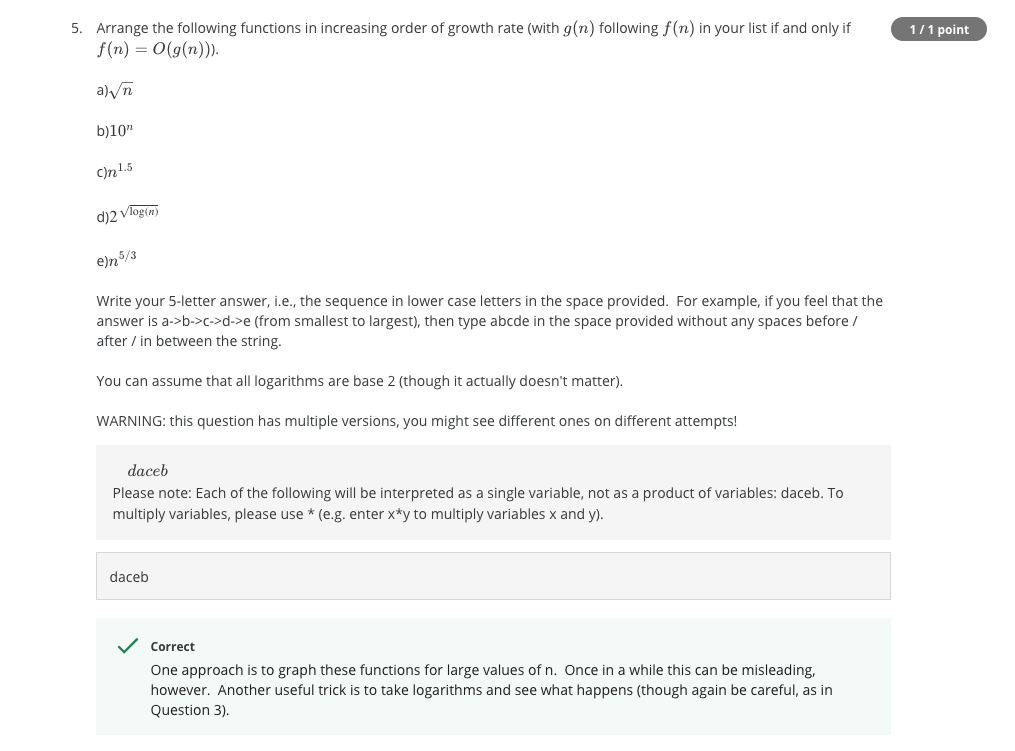 5. Arrange the following functions in increasing order of growth rate (with g(n) following f(n) in your list if and only if
1 / 1 point
f(n) = O(g(n))).
a)√n
b)10ⁿ
c)n^1.5
d)2^√log(n)
e)n^5/3
Write your 5-letter answer, i.e., the sequence in lower case letters in the space provided. For example, if you feel that the
answer is a->b->c->d->e (from smallest to largest), then type abcde in the space provided without any spaces before /
after / in between the string.
You can assume that all logarithms are base 2 (though it actually doesn't matter).
WARNING: this question has multiple versions, you might see different ones on different attempts!
daceb
Please note: Each of the following will be interpreted as a single variable, not as a product of variables: daceb. To
multiply variables, please use * (e.g. enter x*y to multiply variables x and y).
daceb
Correct
One approach is to graph these functions for large values of n. Once in a while this can be misleading,
however. Another useful trick is to take logarithms and see what happens (though again be careful, as in
Question 3).